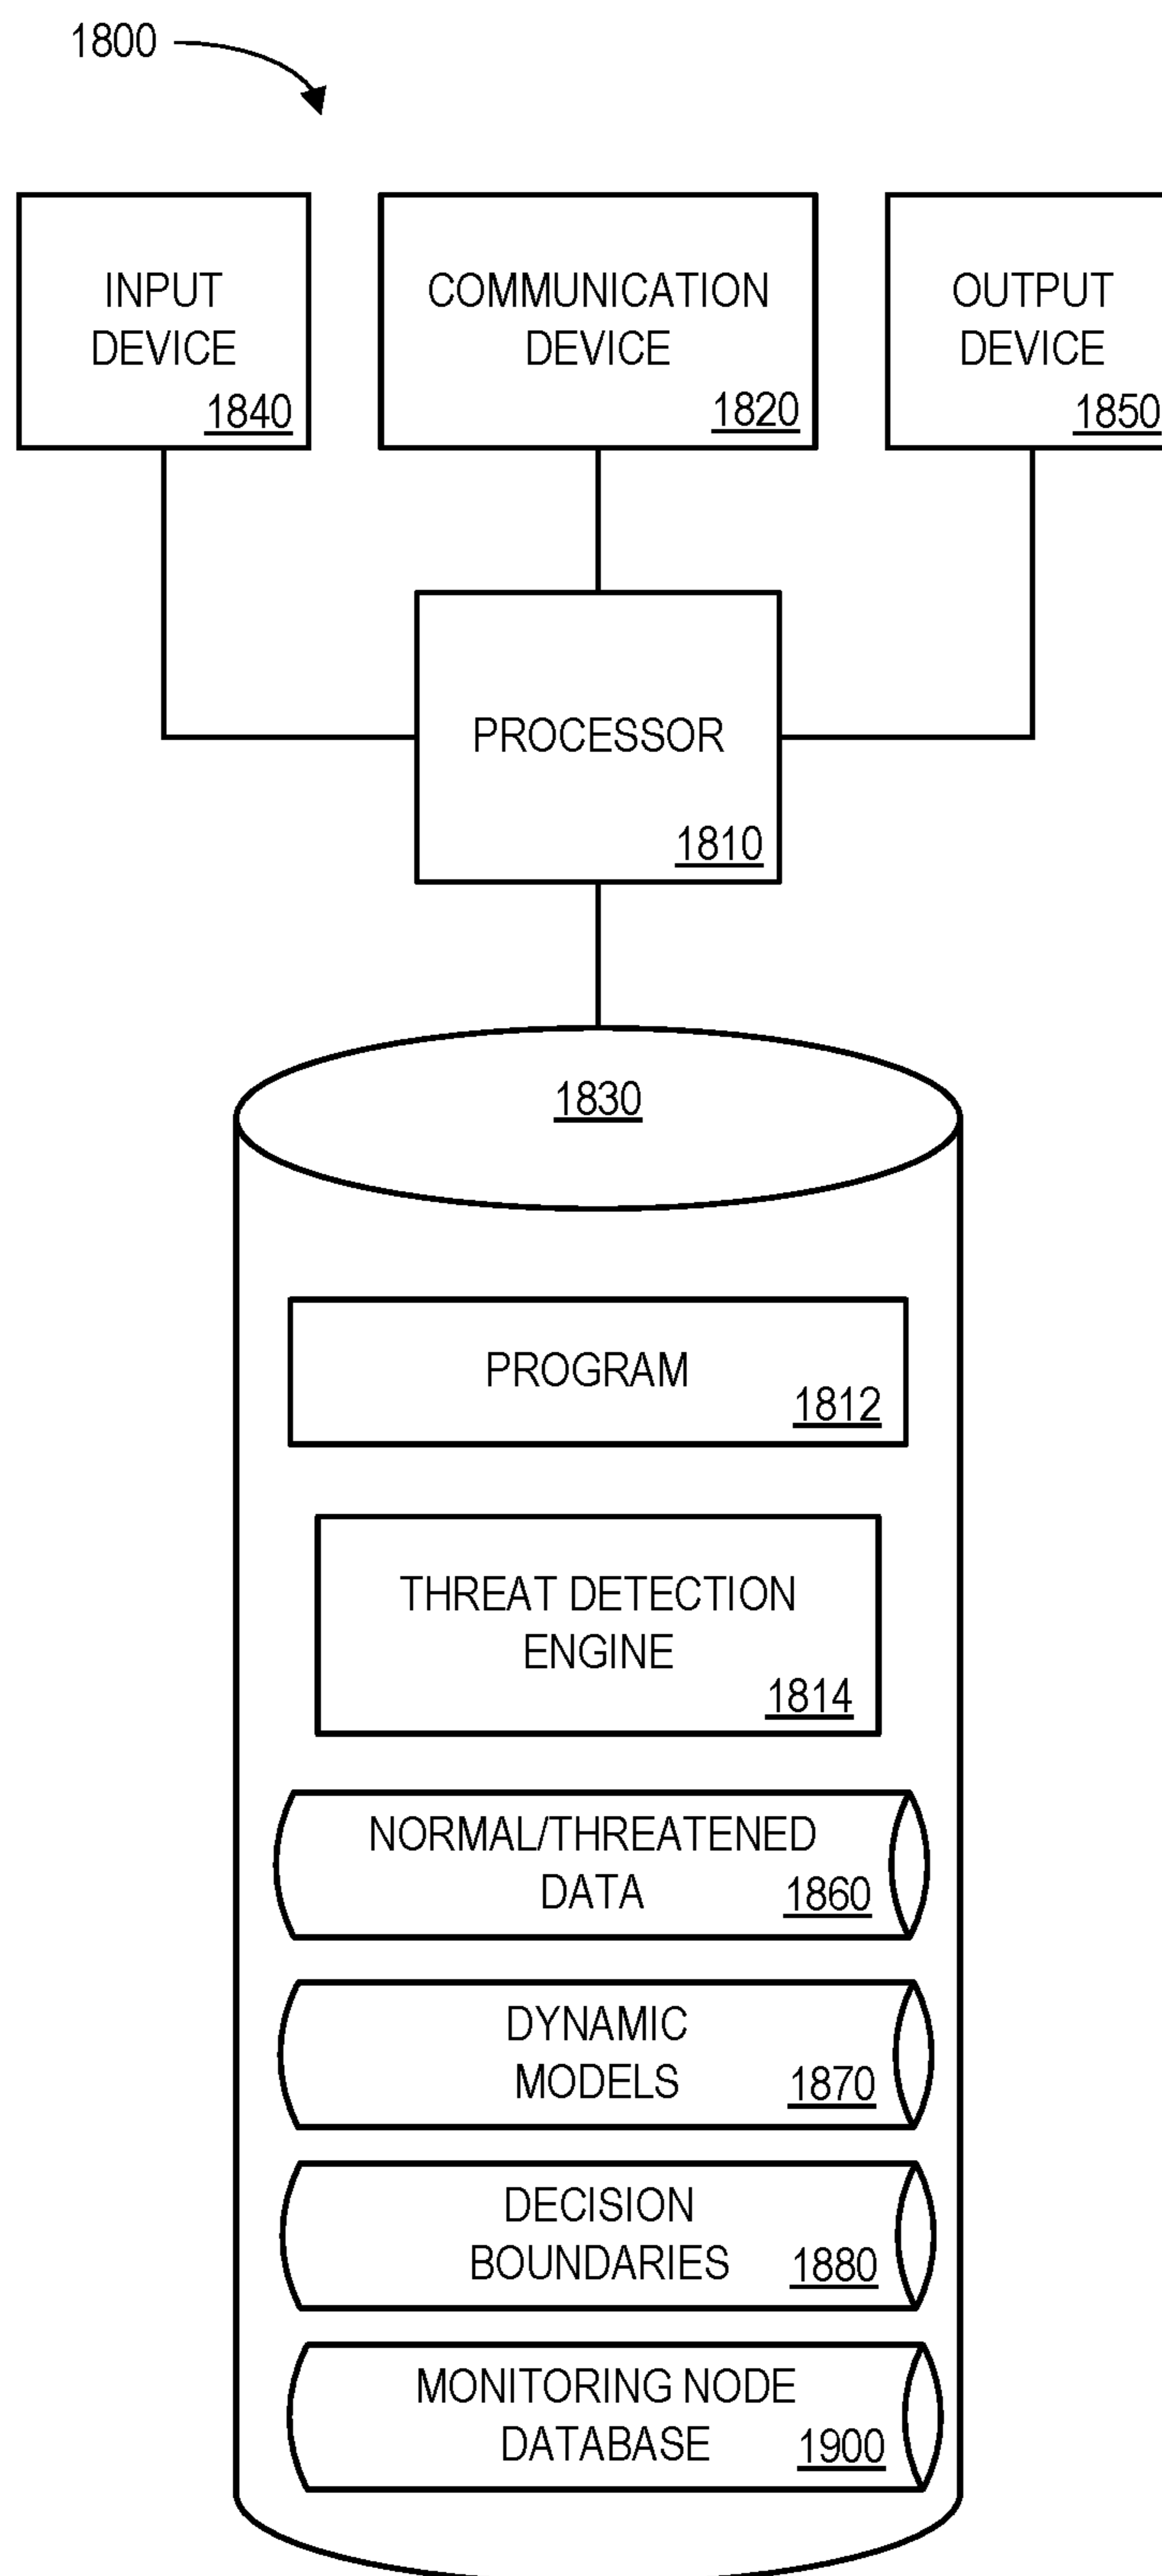 1800
INPUT
DEVICE
1840
COMMUNICATION
DEVICE
1820
OUTPUT
DEVICE
1850
PROCESSOR
1810
1830
PROGRAM
1812
THREAT DETECTION
ENGINE
1814
NORMAL/THREATENED
DATA
1860
DYNAMIC
MODELS
1870
DECISION
BOUNDARIES
1880
MONITORING NODE
DATABASE
1900